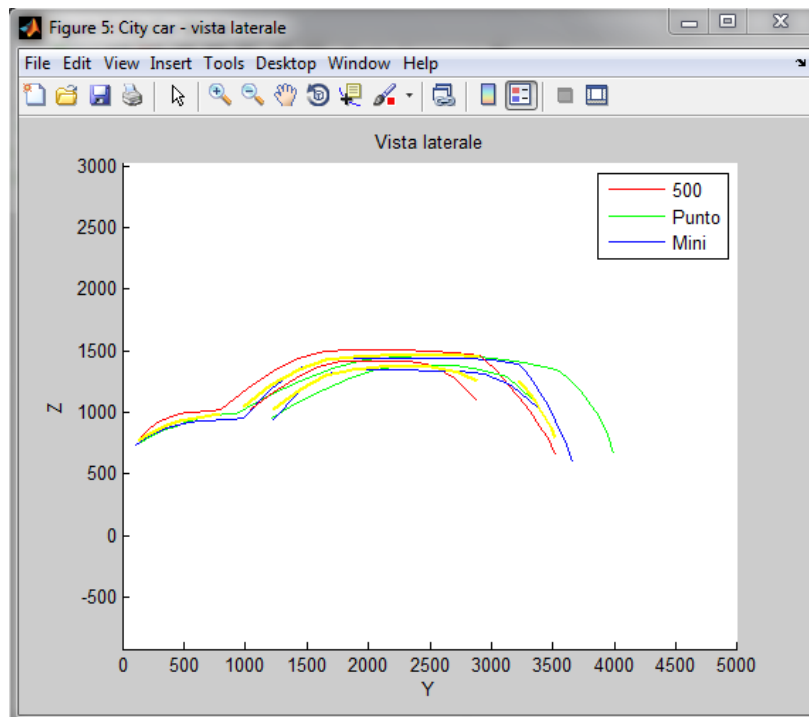 Figure 5: City car - vista laterale
File Edit View Insert Tools Desktop Window Help
Vista laterale
3000
2500
2000
1500
1000
500
0
-500
Z
500
Punto
Mini
0 500 1000 1500 2000 2500 3000 3500 4000 4500 5000
Y